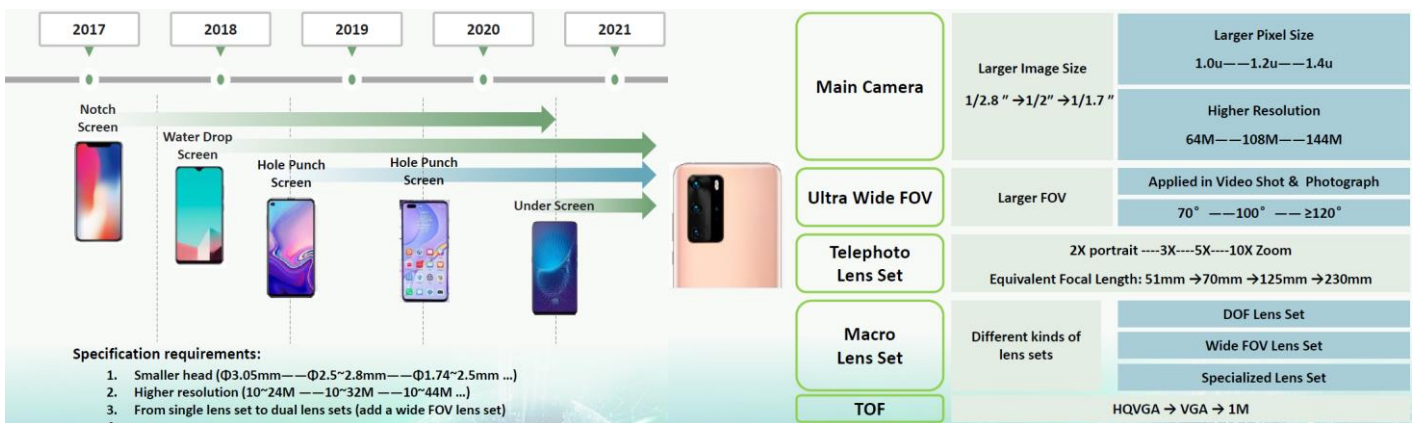 2017
2018
2019
2020
2021
Notch
Screen
Water Drop
Screen
Hole Punch
Screen
Hole Punch
Screen
Under Screen
Specification requirements:
1. Smaller head (Φ3.05mm——Φ2.5~2.8mm——Φ1.74~2.5mm ...)
2. Higher resolution (10~24M ——10~32M ——10~44M ...)
3. From single lens set to dual lens sets (add a wide FOV lens set)
Main Camera
Larger Image Size
1/2.8 ” →1/2” →1/1.7 ”
Larger Pixel Size
1.0u——1.2u——1.4u
Higher Resolution
64M——108M——144M
Ultra Wide FOV
Larger FOV
Applied in Video Shot & Photograph
70° ——100° —— ≥120°
Telephoto
Lens Set
2X portrait ----3X----5X----10X Zoom
Equivalent Focal Length: 51mm →70mm →125mm →230mm
Macro
Lens Set
Different kinds of
lens sets
DOF Lens Set
Wide FOV Lens Set
Specialized Lens Set
TOF
HQVGA → VGA → 1M